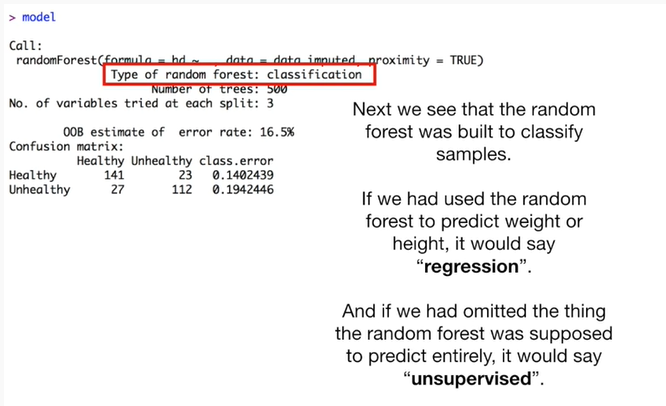 > model
Call:
randomForest(formula = hd ~ ., data = data.imputed, proximity = TRUE)
Type of random forest: classification
Number of trees: 500
No. of variables tried at each split: 3
OOB estimate of  error rate: 16.5%
Confusion matrix:
Healthy Unhealthy class.error
Healthy 141 23 0.1402439
Unhealthy 27 112 0.1942446
Next we see that the random
forest was built to classify
samples.
If we had used the random
forest to predict weight or
height, it would say
“regression”.
And if we had omitted the thing
the random forest was supposed
to predict entirely, it would say
“unsupervised”.